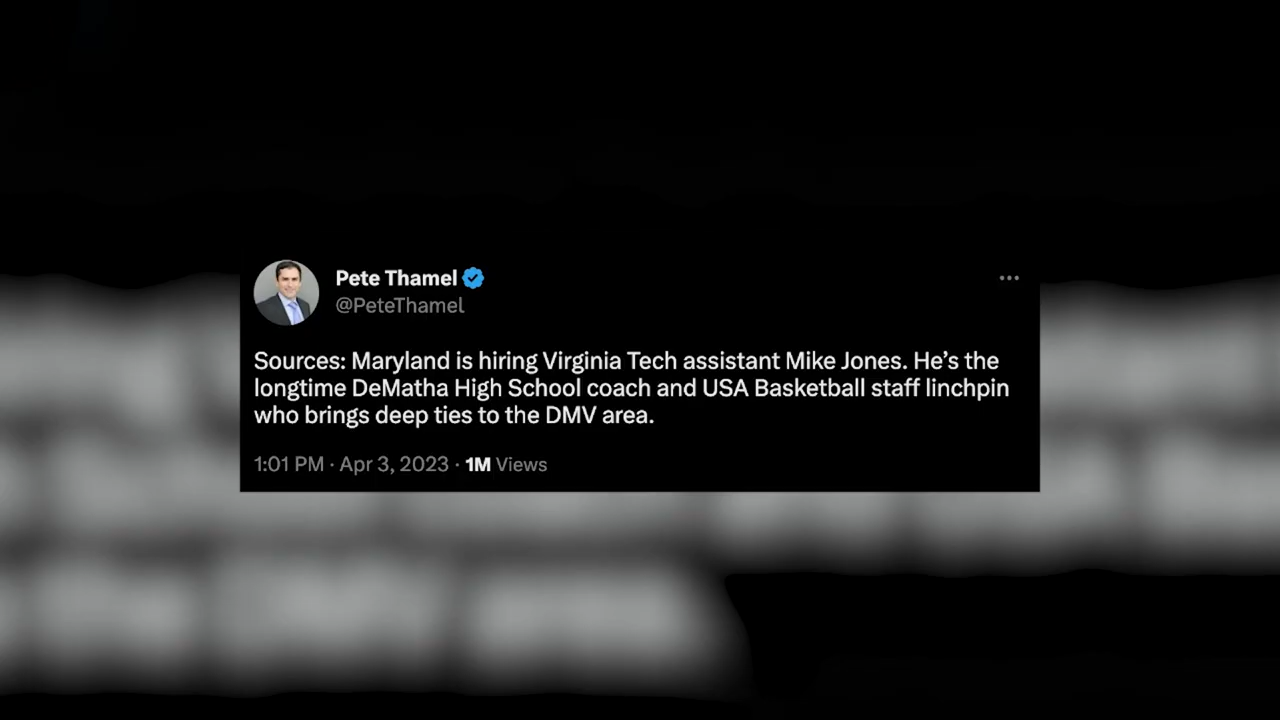 Pete Thamel
@PeteThamel
Sources: Maryland is hiring Virginia Tech assistant Mike Jones. He’s the
longtime DeMatha High School coach and USA Basketball staff linchpin
who brings deep ties to the DMV area.
1:01 PM · Apr 3, 2023 · 1M Views